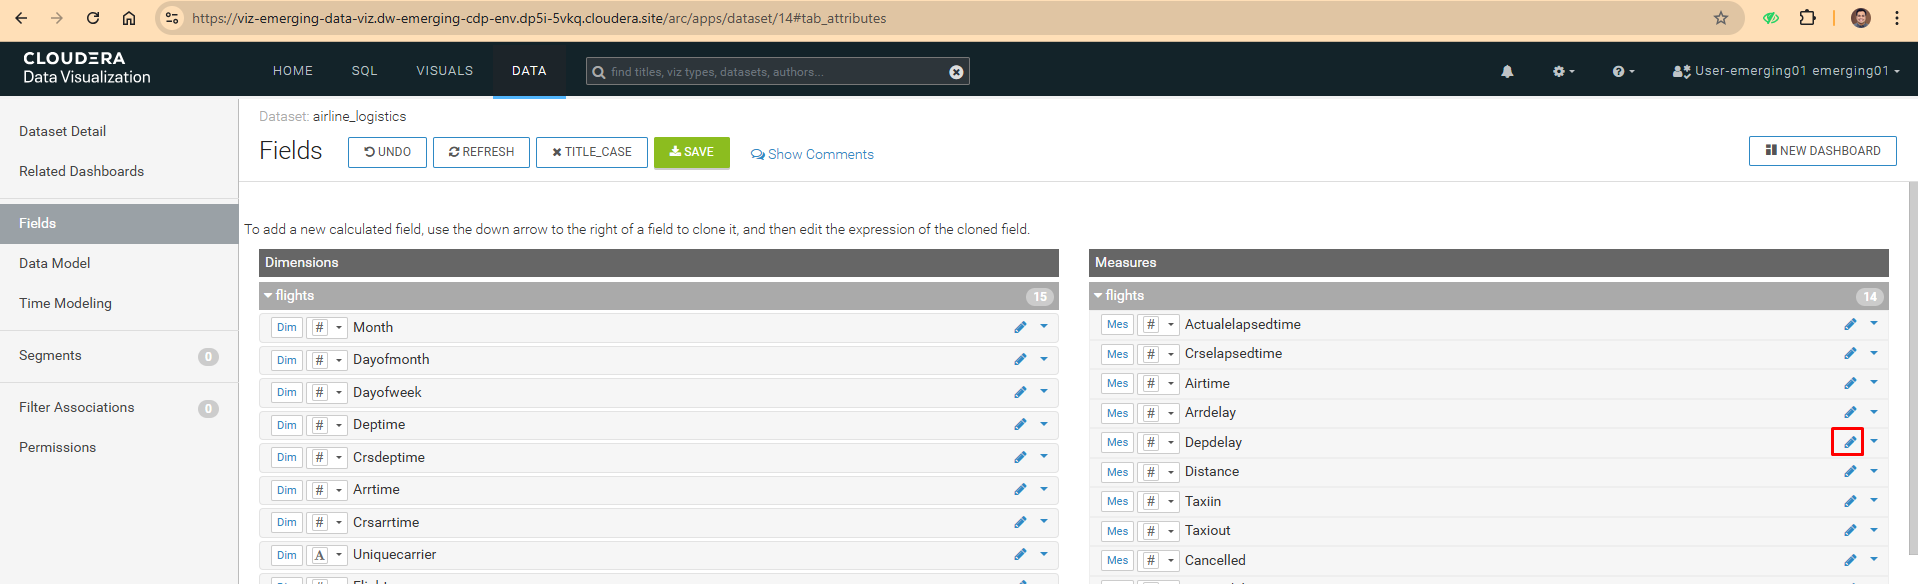 https://viz-emerging-data-viz.dw-emerging-cdp-env.dp5i-5vkq.cloudera.site/arc/apps/dataset/14#tab_attributes
CLOUDERA
Data Visualization
HOME
SQL
VISUALS
DATA
find titles, viz types, datasets, authors...
User-emerging01 emerging01
Dataset Detail
Related Dashboards
Fields
Data Model
Time Modeling
Segments 0
Filter Associations 0
Permissions
Dataset: airline_logistics
Fields
UNDO
REFRESH
TITLE_CASE
SAVE
Show Comments
NEW DASHBOARD
To add a new calculated field, use the down arrow to the right of a field to clone it, and then edit the expression of the cloned field.
Dimensions
flights 15
Dim # Month
Dim # Dayofmonth
Dim # Dayofweek
Dim # Deptime
Dim # Crsdeptime
Dim # Arrtime
Dim # Crsarrtime
Dim A Uniquecarrier
Measures
flights 14
Mes # Actualelapsedtime
Mes # Crselapsedtime
Mes # Airtime
Mes # Arrdelay
Mes # Depdelay
Mes # Distance
Mes # Taxiin
Mes # Taxiout
Mes # Cancelled